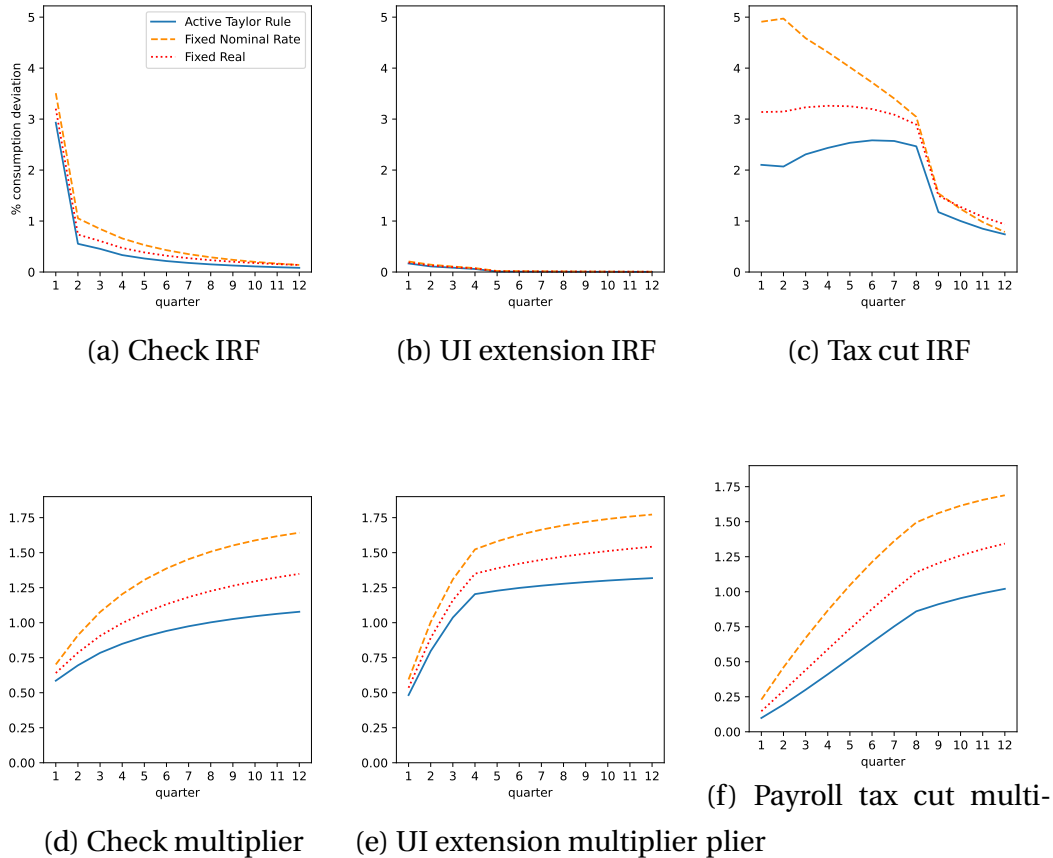 5
4
3
2
1
0
% consumption deviation
Active Taylor Rule
Fixed Nominal Rate
Fixed Real
1 2 3 4 5 6 7 8 9 10 11 12
quarter
5
4
3
2
1
0
1 2 3 4 5 6 7 8 9 10 11 12
quarter
5
4
3
2
1
0
1 2 3 4 5 6 7 8 9 10 11 12
quarter
(a) Check IRF
(b) UI extension IRF
(c) Tax cut IRF
1.75
1.50
1.25
1.00
0.75
0.50
0.25
0.00
1 2 3 4 5 6 7 8 9 10 11 12
quarter
1.75
1.50
1.25
1.00
0.75
0.50
0.25
0.00
1 2 3 4 5 6 7 8 9 10 11 12
quarter
1.75
1.50
1.25
1.00
0.75
0.50
0.25
0.00
1 2 3 4 5 6 7 8 9 10 11 12
quarter
(f) Payroll tax cut multi-
(d) Check multiplier
(e) UI extension multiplier
plier